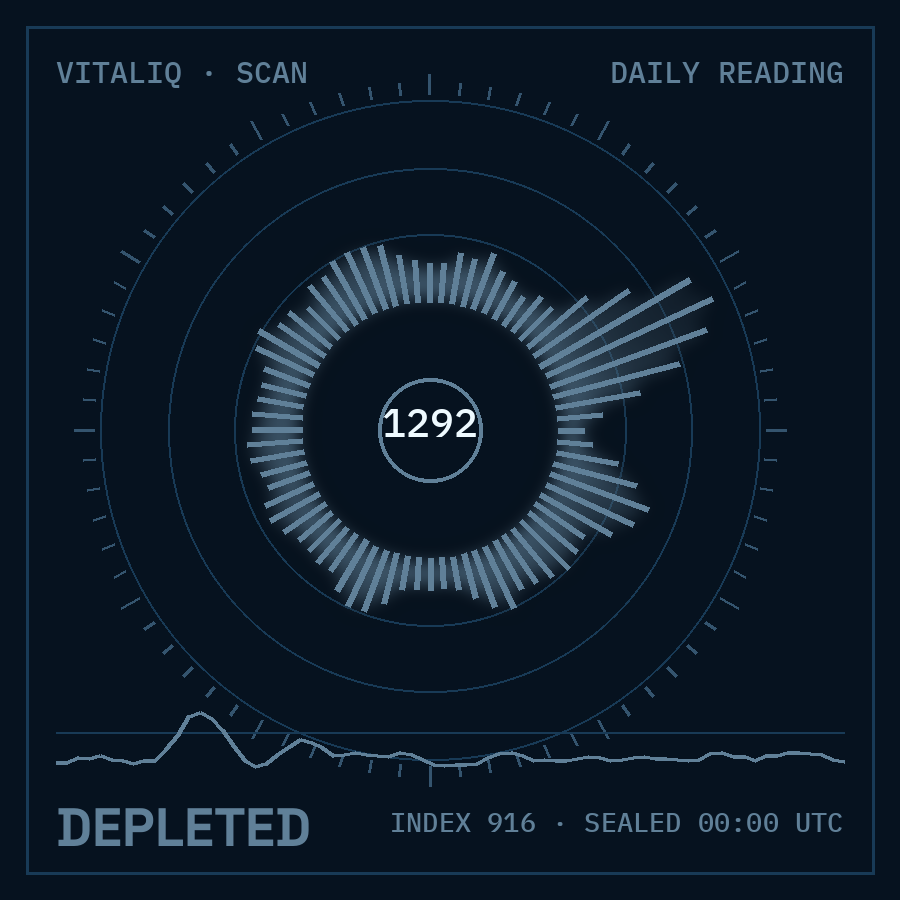 VITALIQ · SCAN
DAILY READING
1292
DEPLETED
INDEX 916 · SEALED 00:00 UTC